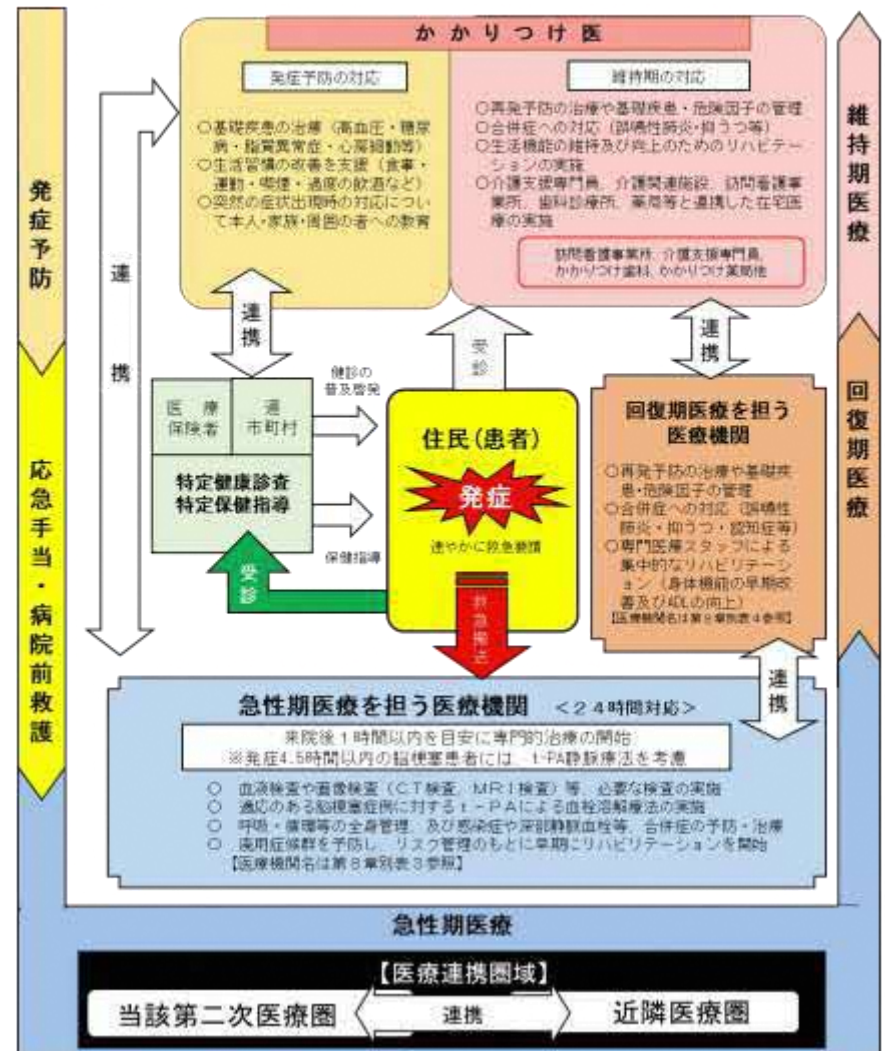 かかりつけ医
発症予防の対応
○基礎疾患の治療(高血圧・糖尿
病・脂質異常症・心房細動等)
○生活習慣の改善を支援(食事・
運動・喫煙・過度の飲酒など)
○突然の症状出現時の対応につい
て本人・家族・周囲の者への教育
維持期の対応
○再発予防の治療や基礎疾患・危険因子の管理
○合併症への対応(誤嚥性肺炎・抑うつ等)
○生活機能の維持及び向上のためのリハビテー
ションの実施
○介護支援専門員、介護関連施設、訪問看護事
業所、歯科診療所、薬局等と連携した在宅医
療の実施
訪問看護事業所、介護支援専門員、
かかりつけ歯科、かかりつけ薬局他
発症予防
応急手当・病院前救護
維持期医療
回復期医療
連携
連携
受診
連携
医療
保険者
道
市町村
特定健康診査
特定保健指導
健診の
普及啓発
保健指導
受診
住民(患者)
発症
速やかに救急要請
救急搬送
回復期医療を担う
医療機関
○再発予防の治療や基礎疾
患・危険因子の管理
○合併症への対応(誤嚥性
肺炎・抑うつ・認知症等)
○専門医療スタッフによる
集中的なリハビリテーシ
ョン(身体機能の早期改
善及びADLの向上)
【医療機関名は第8章別表4参照】
連携
急性期医療を担う医療機関 <24時間対応>
来院後1時間以内を目安に専門的治療の開始
※発症4.5時間以内の脳梗塞患者には、t-PA静脈療法を考慮
○ 血液検査や画像検査(CT検査、MRI検査)等、必要な検査の実施
○ 適応のある脳梗塞症例に対するt-PAによる血栓溶解療法の実施
○ 呼吸・循環等の全身管理、及び感染症や深部静脈血栓等、合併症の予防・治療
○ 廃用症候群を予防し、リスク管理のもとに早期にリハビリテーションを開始
【医療機関名は第8章別表3参照】
急性期医療
【医療連携圏域】
当該第二次医療圏
連携
近隣医療圏